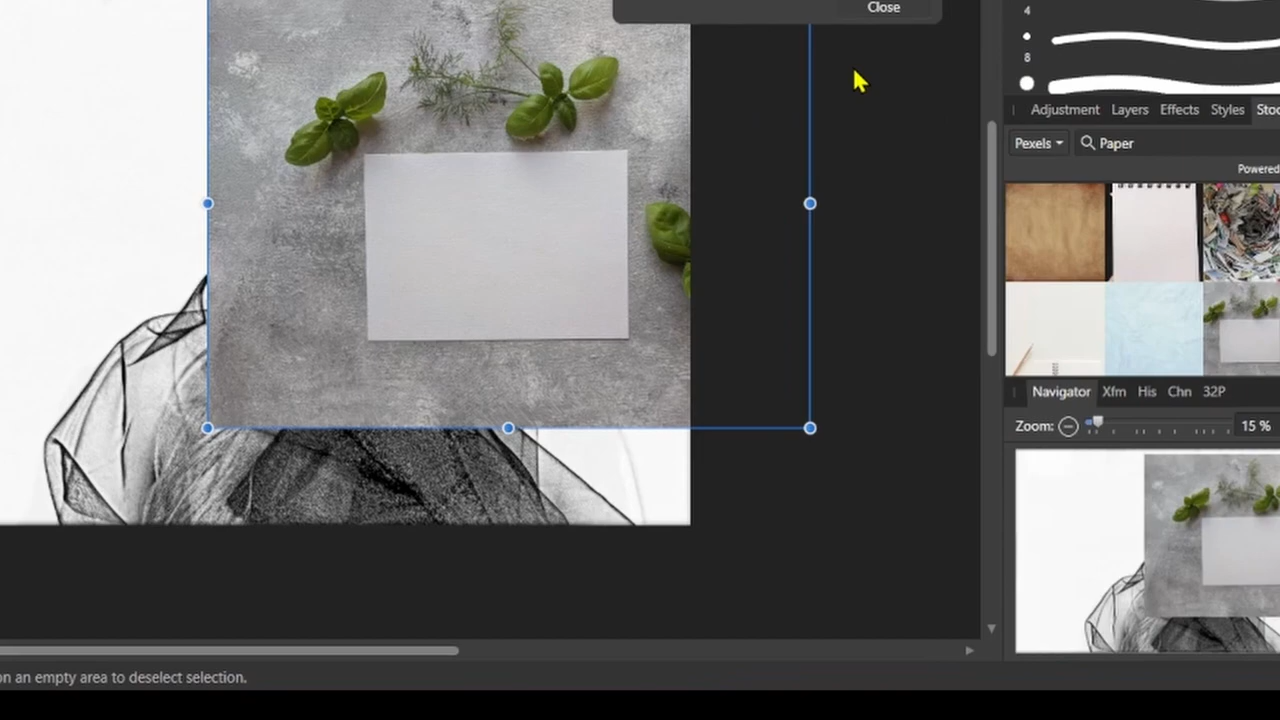 Close
4
8
Adjustment Layers Effects Styles
Pexels Paper
Powered
Navigator Xfm His Chn 32P
Zoom: 15 %
on an empty area to deselect selection.